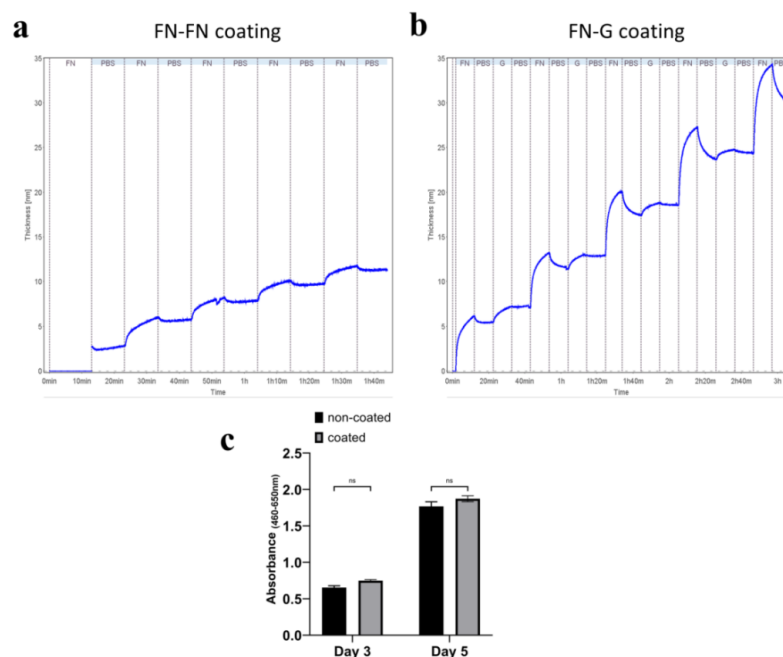 a
FN-FN coating
FN PBS FN PBS FN PBS FN PBS FN PBS
35
30
25
20
15
10
5
0
Thickness [nm]
0min 10min 20min 30min 40min 50min 1h 1h10m 1h20m 1h30m 1h40m
Time
b
FN-G coating
FN PBS G PBS FN PBS G PBS FN PBS G PBS FN PBS G PBS FN PBS
35
30
25
20
15
10
5
0
Thickness [nm]
0min 20min 40min 1h 1h20m 1h40m 2h 2h20m 2h40m 3h
Time
c
non-coated
coated
2.5
2.0
1.5
1.0
0.5
0.0
Absorbance (460-650nm)
ns
ns
Day 3 Day 5